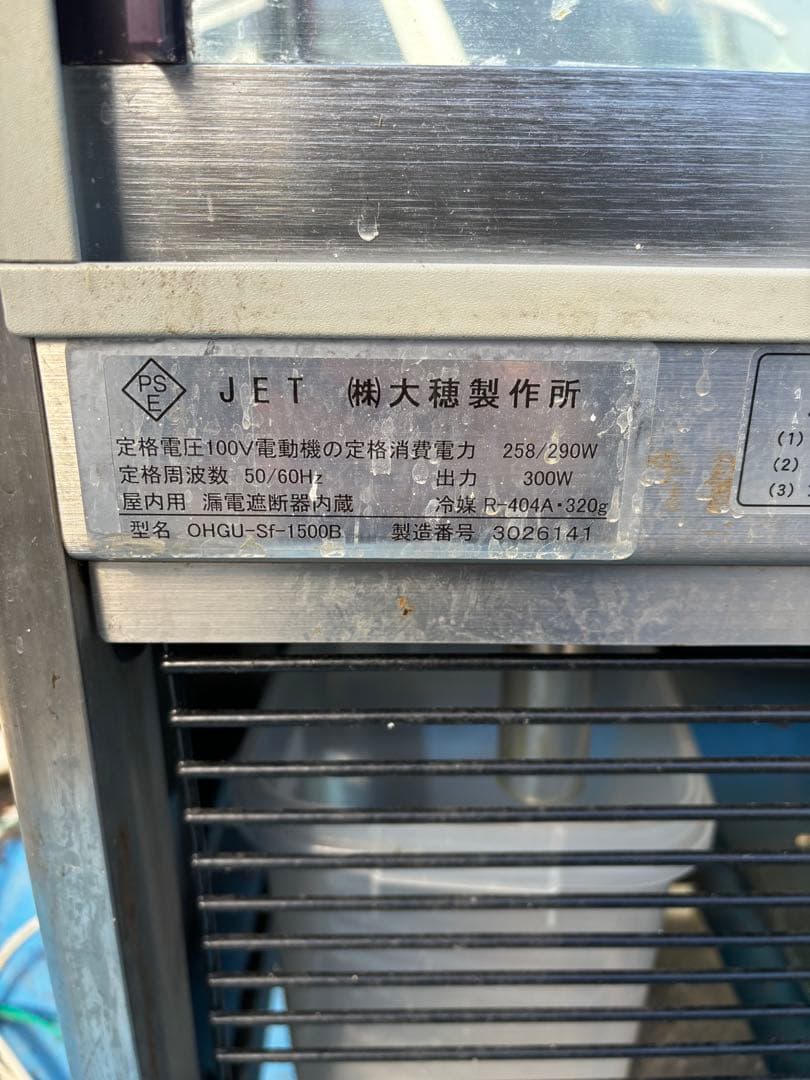 PS
E
JET ㈱大穂製作所
定格電圧100V電動機の定格消費電力 258/290W
定格周波数 50/60Hz 出力 300W
屋内用 漏電遮断器内蔵 冷媒 R-404A・320g
型名 OHGU-Sf-1500B 製造番号 3026141
(1)
(2)
(3)